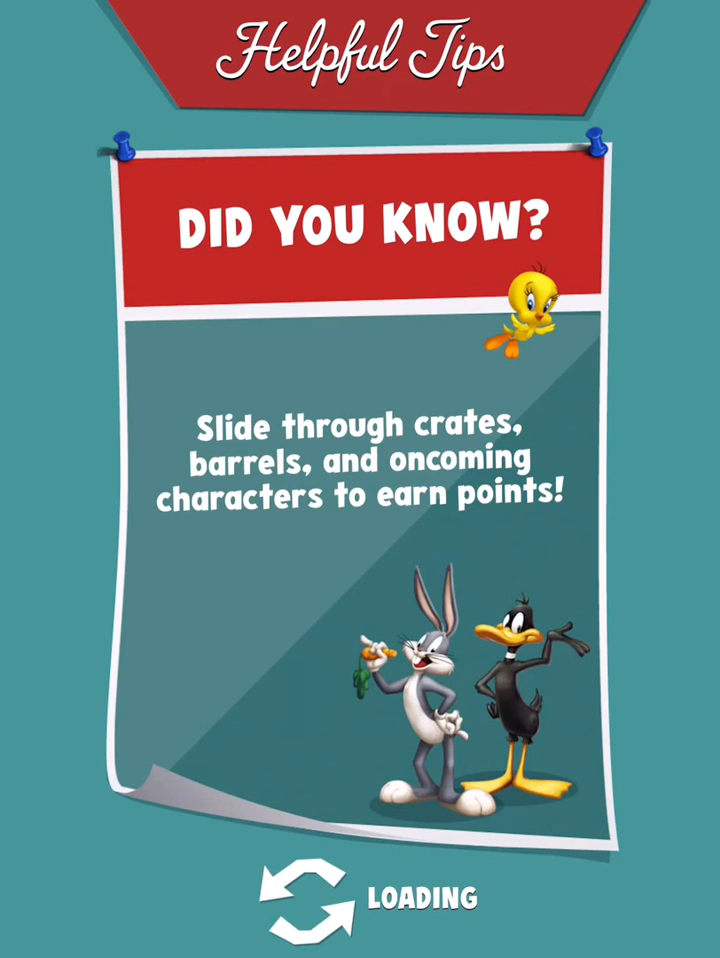 Helpful Tips
DID YOU KNOW?
Slide through crates,
barrels, and oncoming
characters to earn points!
LOADING